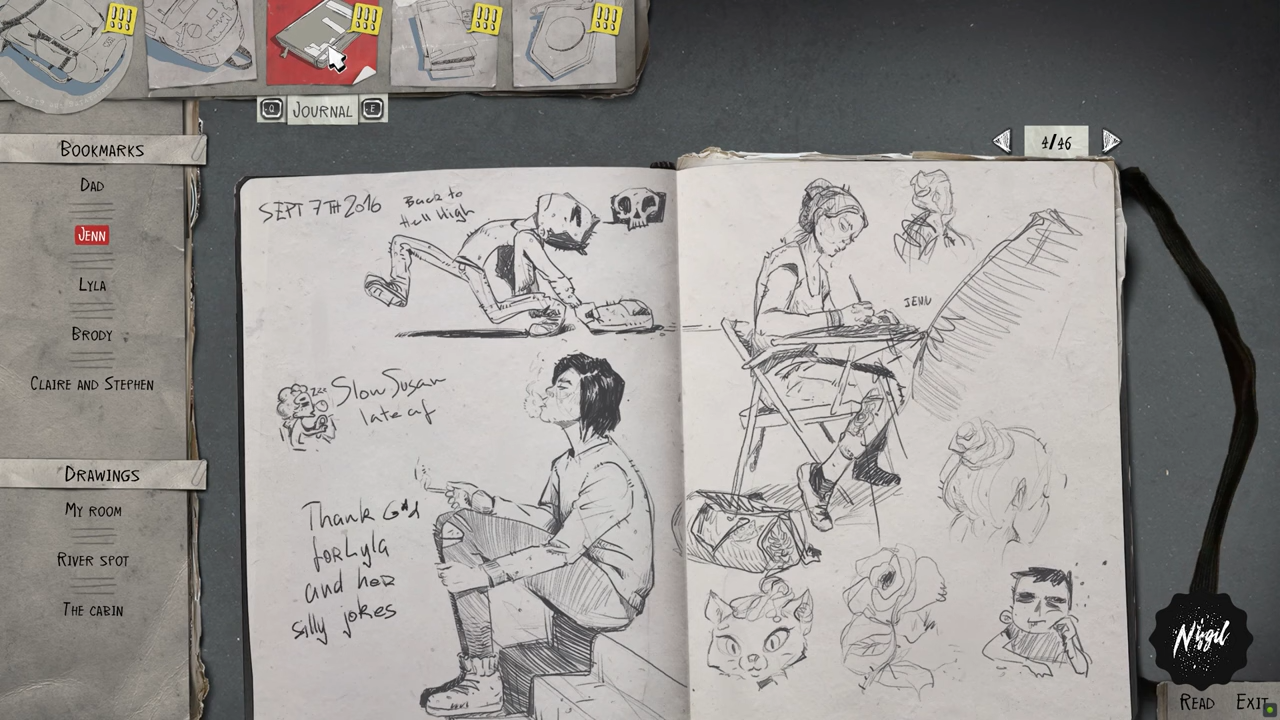 !!!
!!!
!!!
!!!
Q JOURNAL E
BOOKMARKS
DAD
JENN
LYLA
BRODY
CLAIRE AND STEPHEN
DRAWINGS
MY ROOM
RIVER SPOT
THE CABIN
4/46
SEPT 7TH 2016
Back to
Hell High
Slow Susan
late af
Thank G*d
for Lyla
and her
silly jokes
JENN
READ EXIT